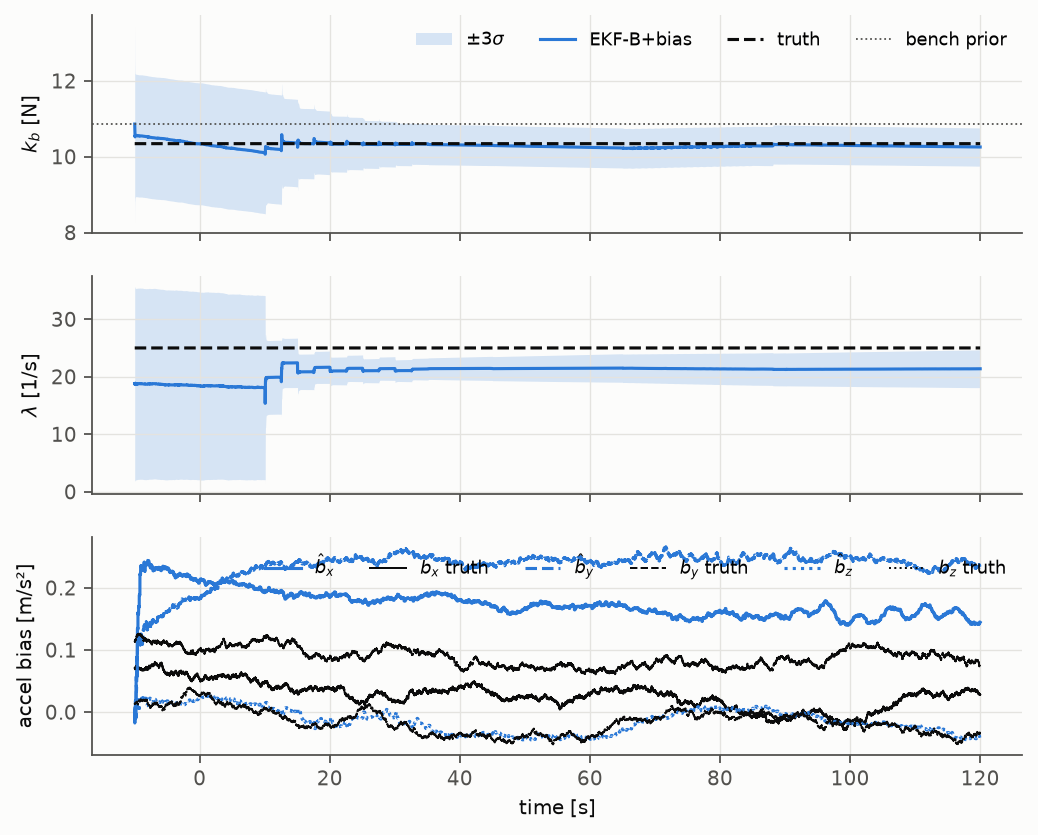 ±3σ EKF-B+bias truth bench prior
k_b [N]
12
10
8
λ [1/s]
30
20
10
0
b̂_x b_x truth b̂_y b_y truth b̂_z b_z truth
accel bias [m/s²]
0.2
0.1
0.0
0 20 40 60 80 100 120
time [s]